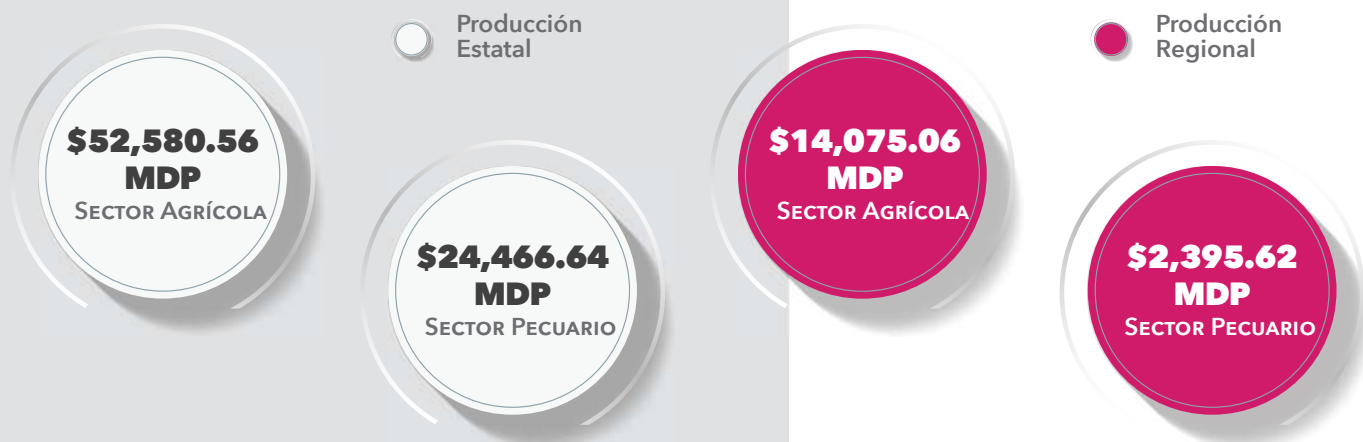 Producción
Estatal
$52,580.56
MDP
Sector Agrícola
$24,466.64
MDP
Sector Pecuario
Producción
Regional
$14,075.06
MDP
Sector Agrícola
$2,395.62
MDP
Sector Pecuario